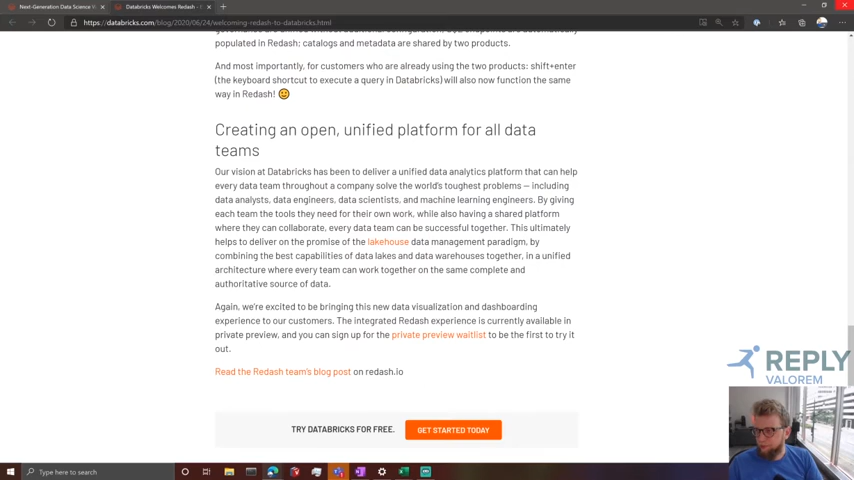 Next-Generation Data Science W
Databricks Welcomes Redash -
https://databricks.com/blog/2020/06/24/welcoming-redash-to-databricks.html
populated in Redash; catalogs and metadata are shared by two products.
And most importantly, for customers who are already using the two products: shift+enter
(the keyboard shortcut to execute a query in Databricks) will also now function the same
way in Redash!
Creating an open, unified platform for all data
teams
Our vision at Databricks has been to deliver a unified data analytics platform that can help
every data team throughout a company solve the world's toughest problems — including
data analysts, data engineers, data scientists, and machine learning engineers. By giving
each team the tools they need for their own work, while also having a shared platform
where they can collaborate, every data team can be successful together. This ultimately
helps to deliver on the promise of the lakehouse data management paradigm, by
combining the best capabilities of data lakes and data warehouses together, in a unified
architecture where every team can work together on the same complete and
authoritative source of data.
Again, we're excited to be bringing this new data visualization and dashboarding
experience to our customers. The integrated Redash experience is currently available in
private preview, and you can sign up for the private preview waitlist to be the first to try it
out.
Read the Redash team's blog post on redash.io
TRY DATABRICKS FOR FREE.
GET STARTED TODAY
REPLY
VALOREM
Type here to search